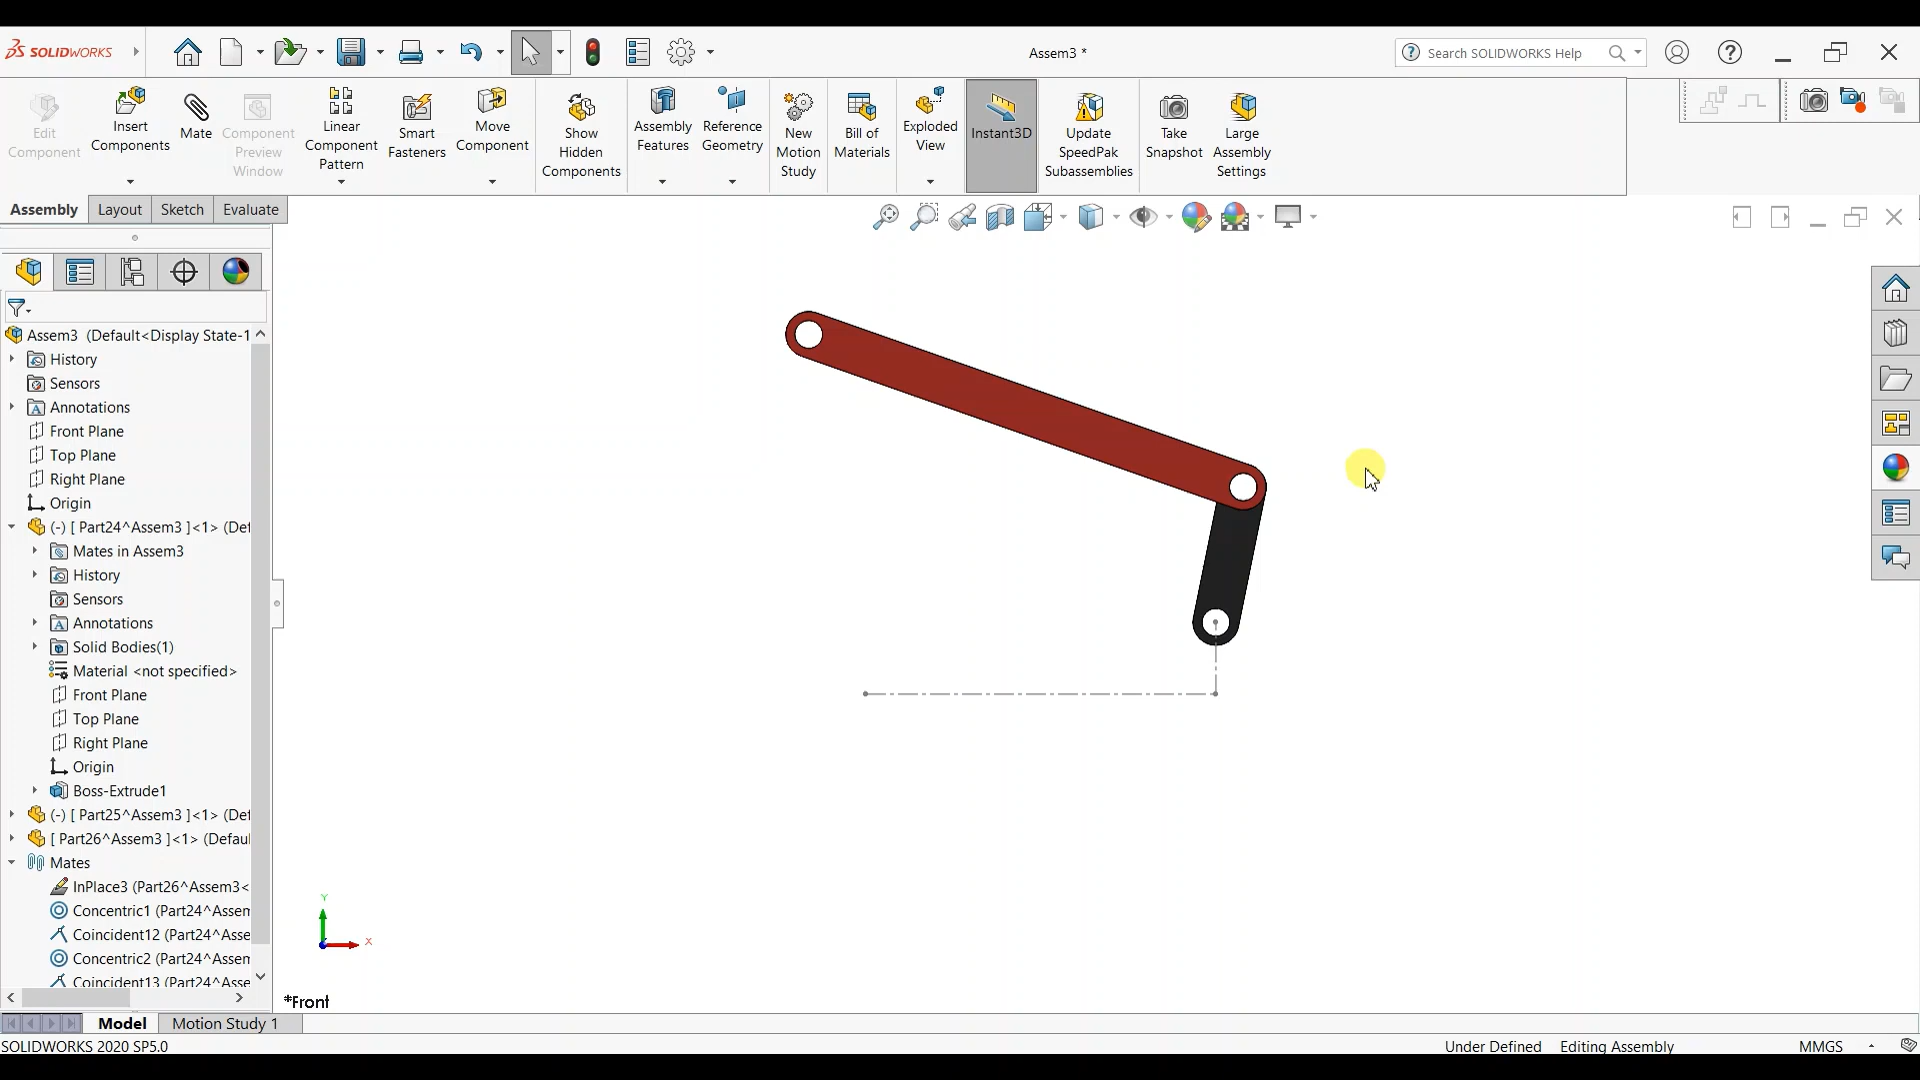 SOLIDWORKS
Assem3 *
Search SOLIDWORKS Help
Edit Component
Insert Components
Mate
Component Preview Window
Linear Component Pattern
Smart Fasteners
Move Component
Show Hidden Components
Assembly Features
Reference Geometry
New Motion Study
Bill of Materials
Exploded View
Instant3D
Update SpeedPak Subassemblies
Take Snapshot
Large Assembly Settings
Assembly
Layout
Sketch
Evaluate
Assem3 (Default<Display State-1
History
Sensors
Annotations
Front Plane
Top Plane
Right Plane
Origin
(-) [ Part24^Assem3 ]<1> (Def
Mates in Assem3
History
Sensors
Annotations
Solid Bodies(1)
Material <not specified>
Front Plane
Top Plane
Right Plane
Origin
Boss-Extrude1
(-) [ Part25^Assem3 ]<1> (Def
[ Part26^Assem3 ]<1> (Defaul
Mates
InPlace3 (Part26^Assem3<
Concentric1 (Part24^Assem
Coincident12 (Part24^Asse
Concentric2 (Part24^Assem
Coincident13 (Part24^Asse
Y
X
*Front
Model
Motion Study 1
SOLIDWORKS 2020 SP5.0
Under Defined
Editing Assembly
MMGS